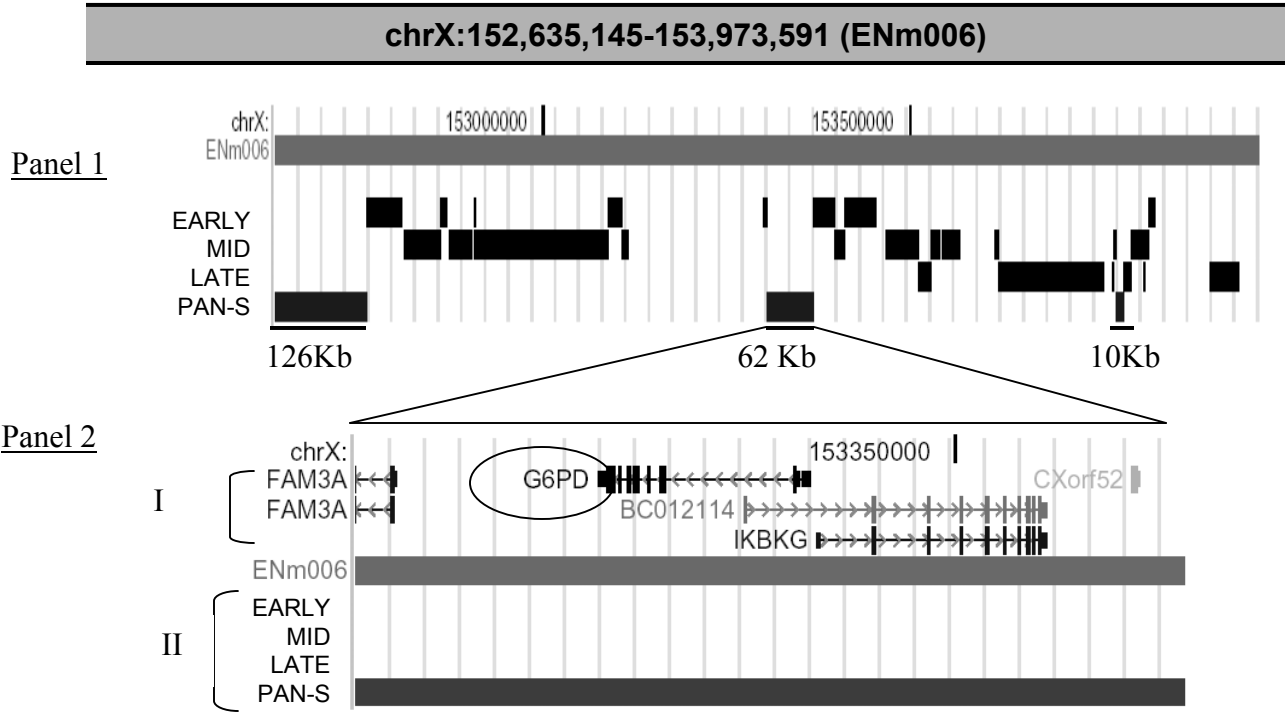 chrX:152,635,145-153,973,591 (ENm006)
Panel 1
chrX: 153000000 153500000
ENm006
EARLY
MID
LATE
PAN-S
126Kb 62 Kb 10Kb
Panel 2
chrX: 153350000
I
FAM3A G6PD CXorf52
FAM3A BC012114
IKBKG
ENm006
II
EARLY
MID
LATE
PAN-S